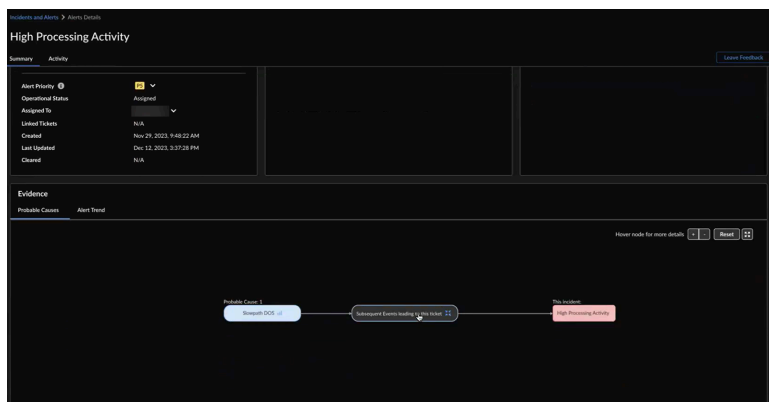 Incidents and Alerts > Alerts Details
High Processing Activity
Summary Activity
Leave Feedback
Alert Priority P5
Operational Status Assigned
Assigned To
Linked Tickets N/A
Created Nov 29, 2023, 9:48:22 AM
Last Updated Dec 12, 2023, 3:37:28 PM
Cleared N/A
Evidence
Probable Causes Alert Trend
Hover node for more details + - Reset
Probable Cause: 1
This incident:
Slowpath DOS
Subsequent Events leading to this ticket
High Processing Activity